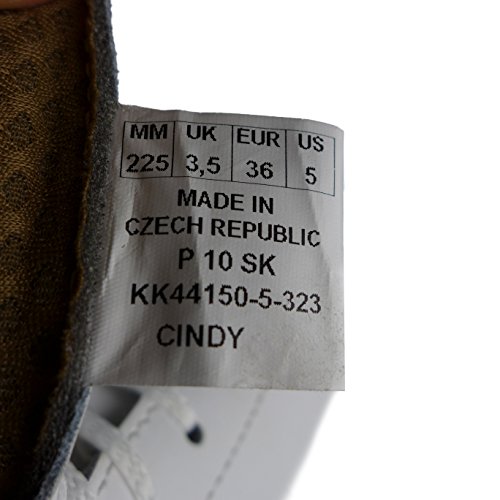 MM UK EUR US
225 3,5 36 5
MADE IN
CZECH REPUBLIC
P 10 SK
KK44150-5-323
CINDY